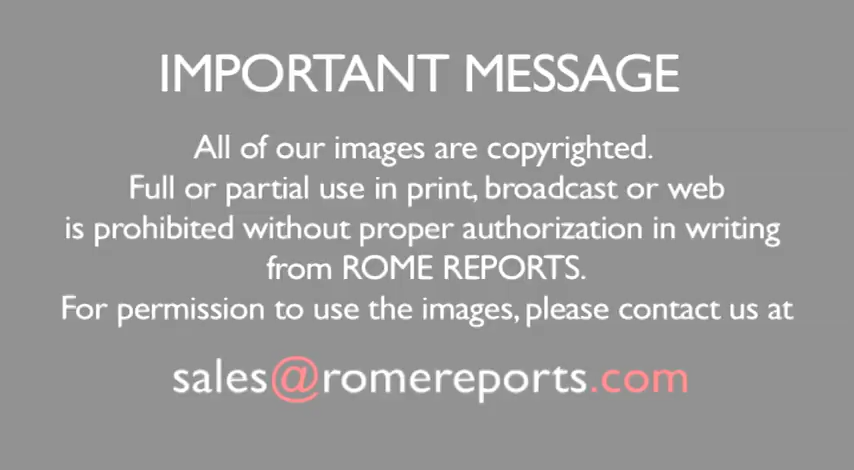 IMPORTANT MESSAGE
All of our images are copyrighted.
Full or partial use in print, broadcast or web
is prohibited without proper authorization in writing
from ROME REPORTS.
For permission to use the images, please contact us at
sales@romereports.com